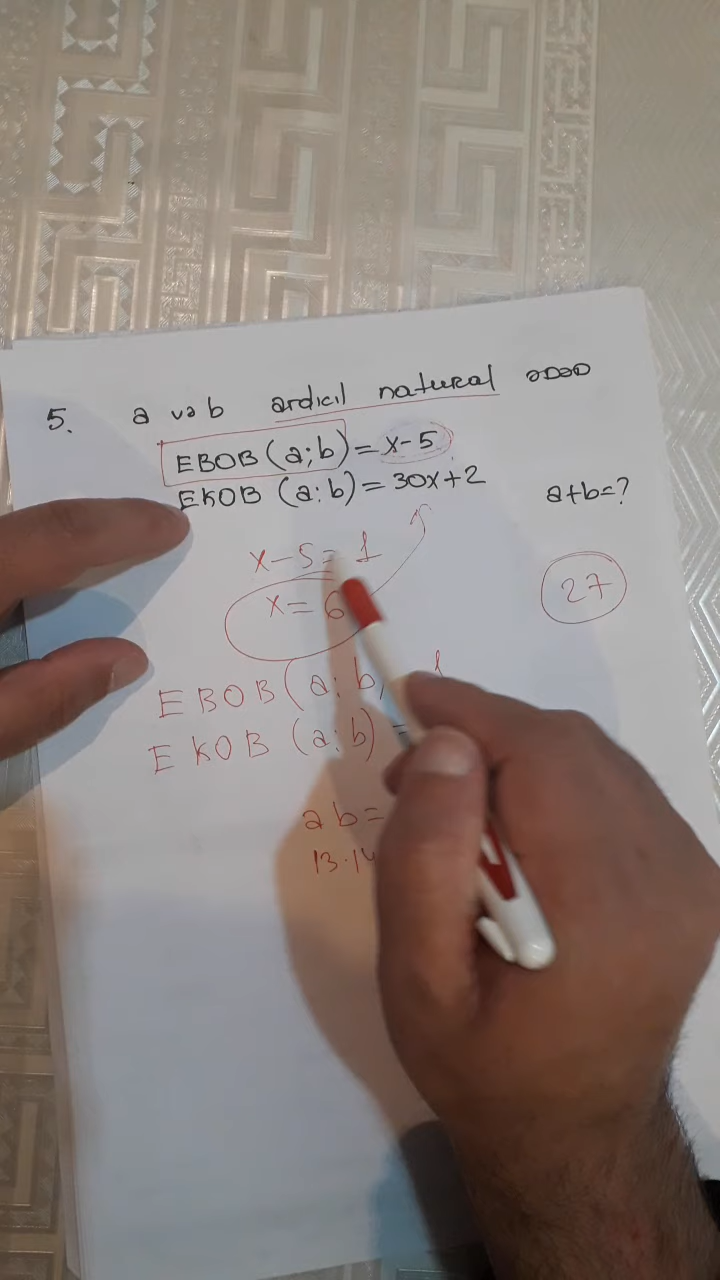 5. a və b ardıcıl natural ədəd
EBOB (a;b) = x-5
EKOB (a;b) = 30x+2 a+b=?
x-5=1
x=6 27
EBOB (a;b 1
EKOB (a;b) =
ab=
13·14